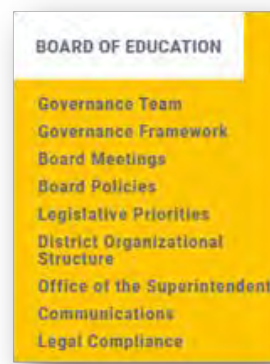 BOARD OF EDUCATION
Governance Team
Governance Framework
Board Meetings
Board Policies
Legislative Priorities
District Organizational
Structure
Office of the Superintendent
Communications
Legal Compliance